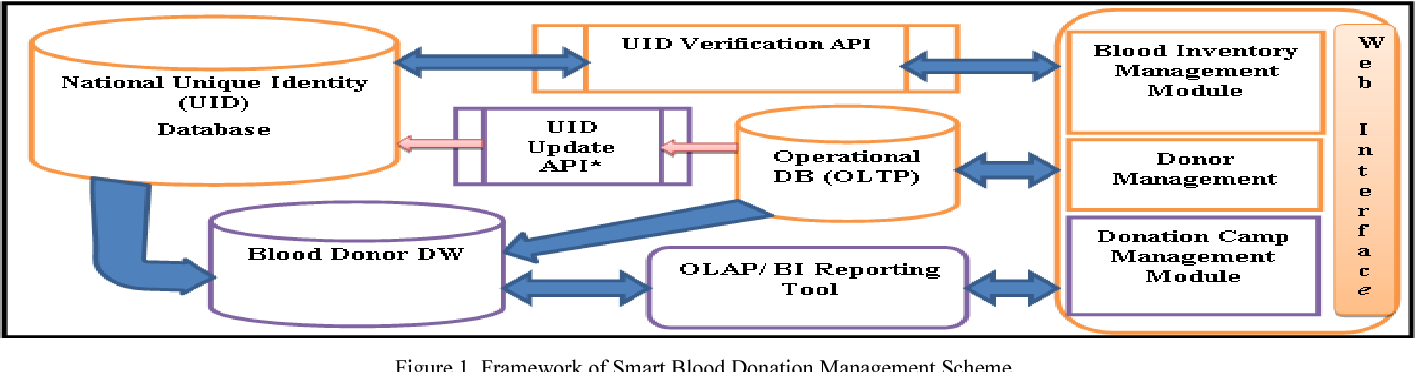 National Unique Identity
(UID)
Database
UID Verification API
UID
Update
API*
Operational
DB (OLTP)
Blood Donor DW
OLAP/ BI Reporting
Tool
Blood Inventory
Management
Module
Donor
Management
Donation Camp
Management
Module
Web Interface
Figure 1. Framework of Smart Blood Donation Management Scheme